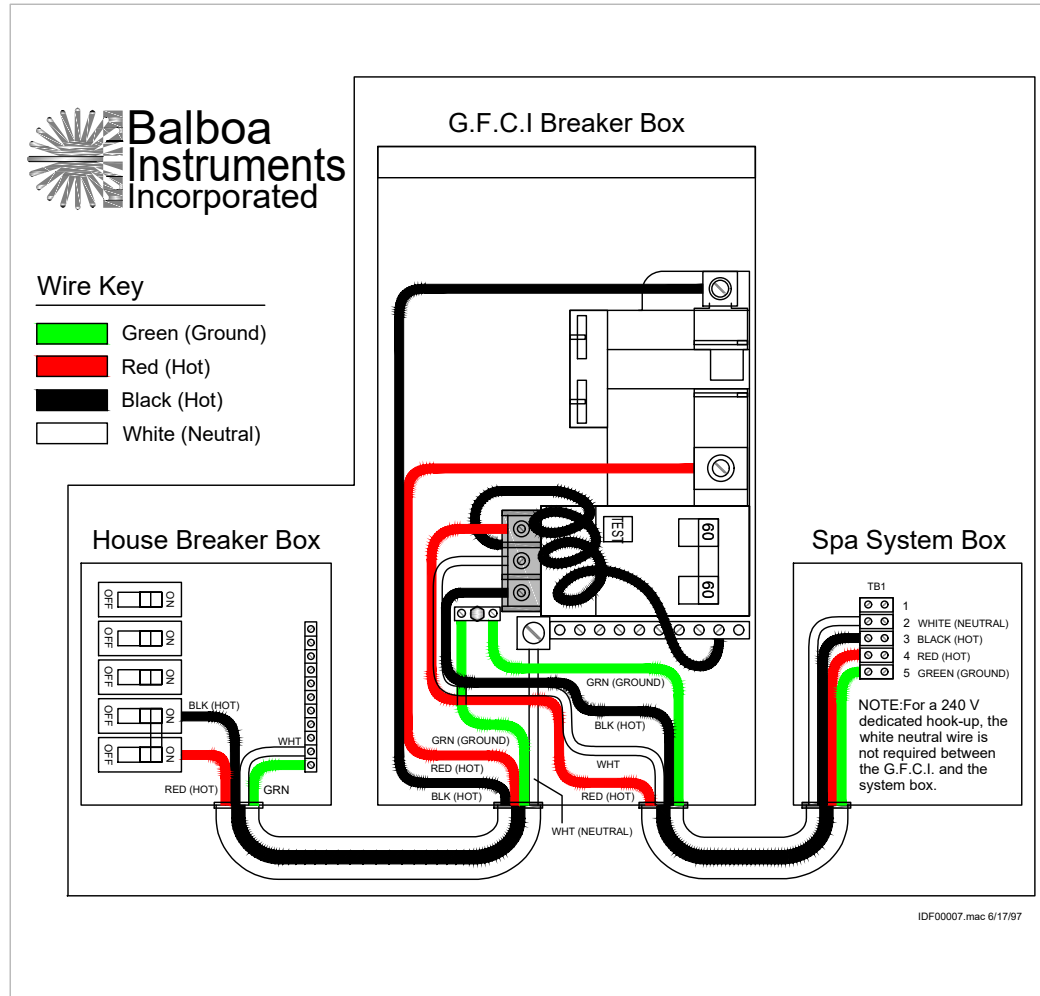 Balboa
Instruments
Incorporated
G.F.C.I Breaker Box
Wire Key
Green (Ground)
Red (Hot)
Black (Hot)
White (Neutral)
House Breaker Box
OFF ON
OFF ON
OFF ON
OFF ON
OFF ON
BLK (HOT)
WHT
RED (HOT)
GRN
TEST
60
60
GRN (GROUND)
BLK (HOT)
GRN (GROUND)
RED (HOT)
WHT
BLK (HOT)
RED (HOT)
WHT (NEUTRAL)
Spa System Box
TB1
1
2 WHITE (NEUTRAL)
3 BLACK (HOT)
4 RED (HOT)
5 GREEN (GROUND)
NOTE:For a 240 V
dedicated hook-up, the
white neutral wire is
not required between
the G.F.C.I. and the
system box.
IDF00007.mac 6/17/97